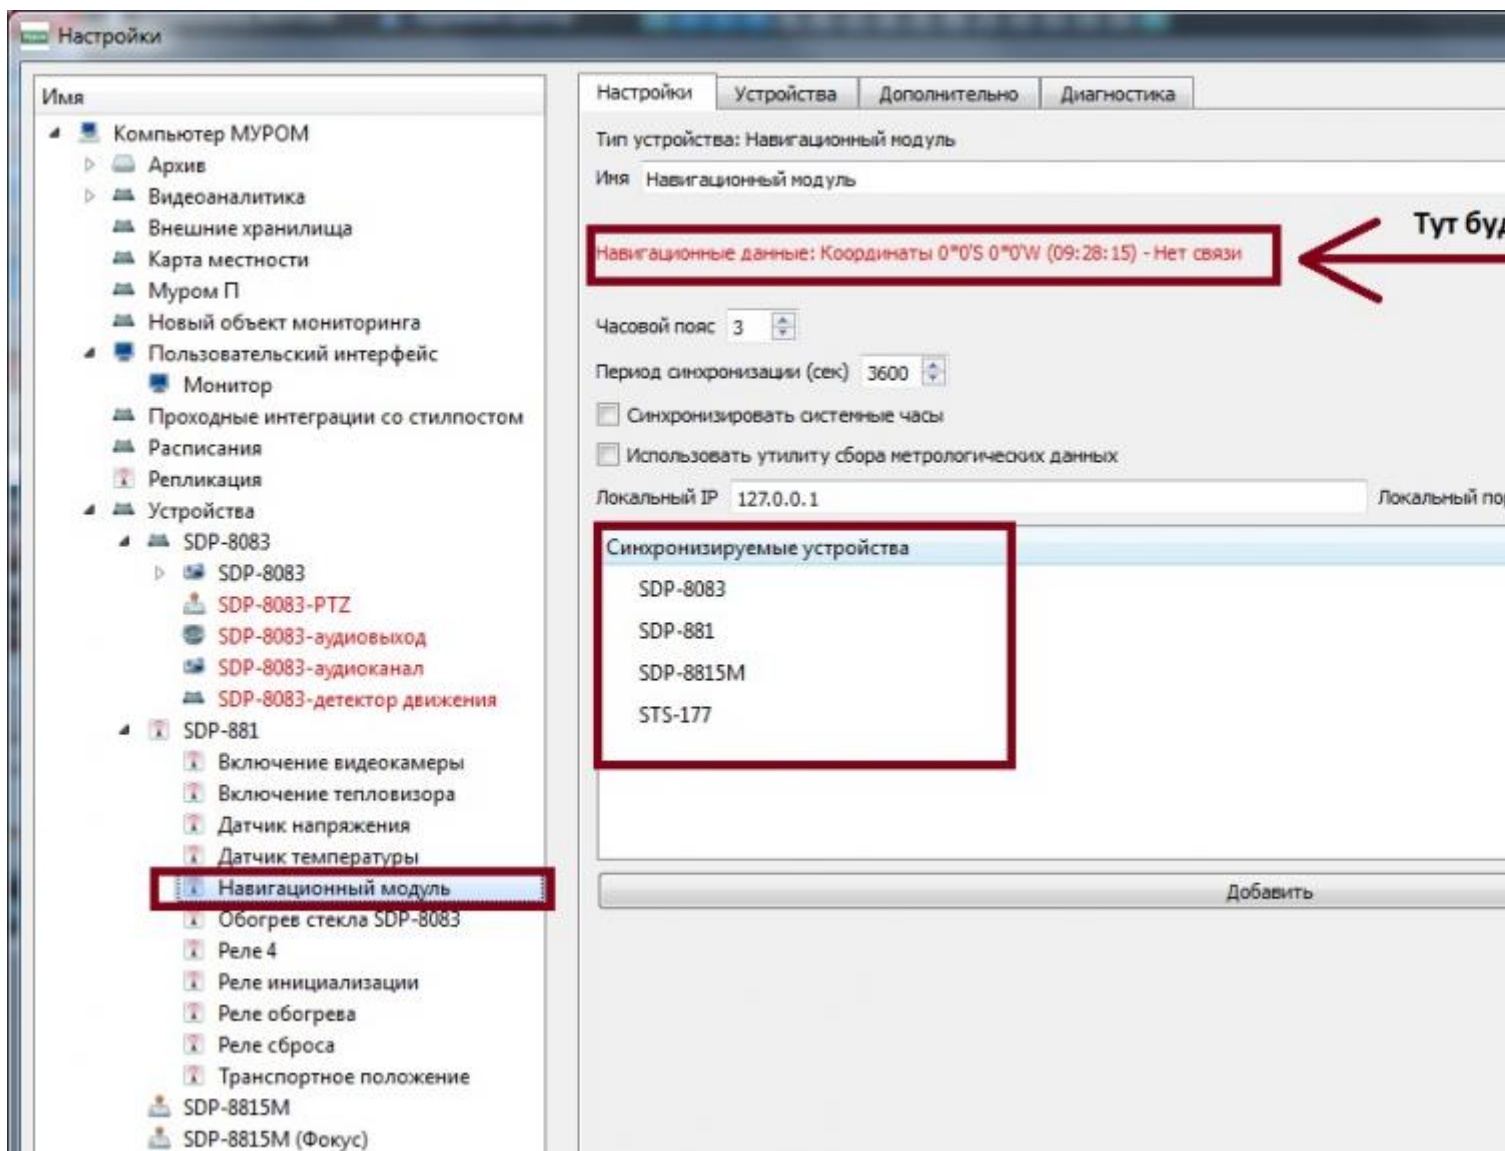 Настройки
Имя
Компьютер МУРОМ
Архив
Видеоаналитика
Внешние хранилища
Карта местности
Муром П
Новый объект мониторинга
Пользовательский интерфейс
Монитор
Проходные интеграции со стилпостом
Расписания
Репликация
Устройства
SDP-8083
SDP-8083
SDP-8083-PTZ
SDP-8083-аудиовыход
SDP-8083-аудиоканал
SDP-8083-детектор движения
SDP-881
Включение видеокамеры
Включение тепловизора
Датчик напряжения
Датчик температуры
Навигационный модуль
Обогрев стекла SDP-8083
Реле 4
Реле инициализации
Реле обогрева
Реле сброса
Транспортное положение
SDP-8815M
SDP-8815M (Фокус)
Настройки Устройства Дополнительно Диагностика
Тип устройства: Навигационный модуль
Имя Навигационный модуль
Тут буд
Навигационные данные: Координаты 0°0'S 0°0'W (09:28:15) - Нет связи
Часовой пояс 3
Период синхронизации (сек) 3600
Синхронизировать системные часы
Использовать утилиту сбора метрологических данных
Локальный IP 127.0.0.1 Локальный пор
Синхронизируемые устройства
SDP-8083
SDP-881
SDP-8815M
STS-177
Добавить